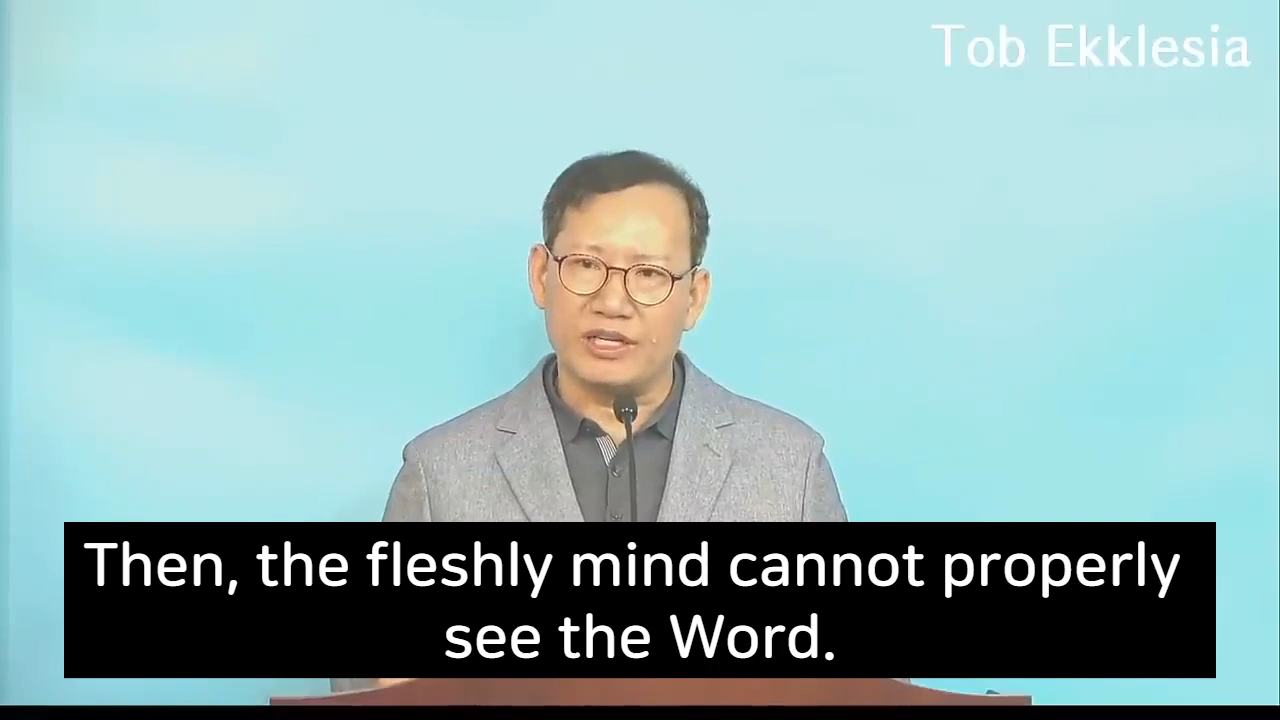 Tob Ekklesia
Then, the fleshly mind cannot properly
see the Word.